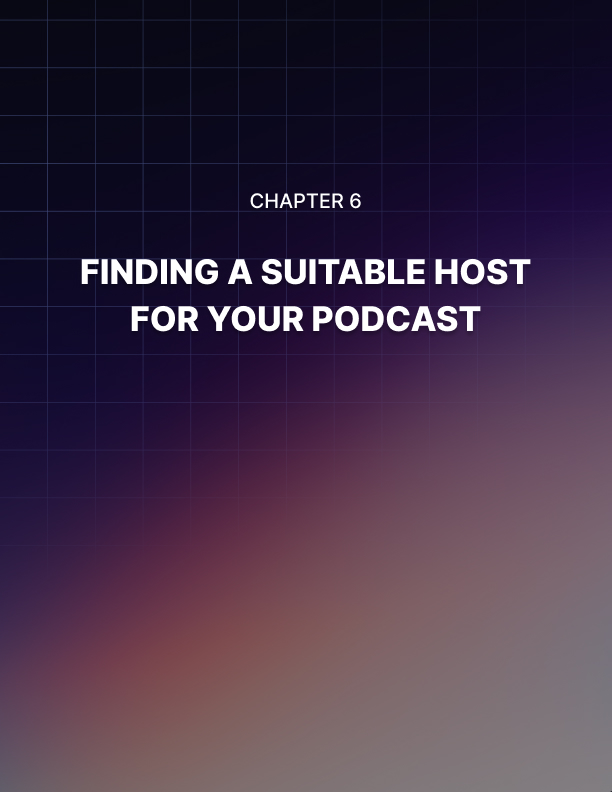 CHAPTER 6
FINDING A SUITABLE HOST
FOR YOUR PODCAST